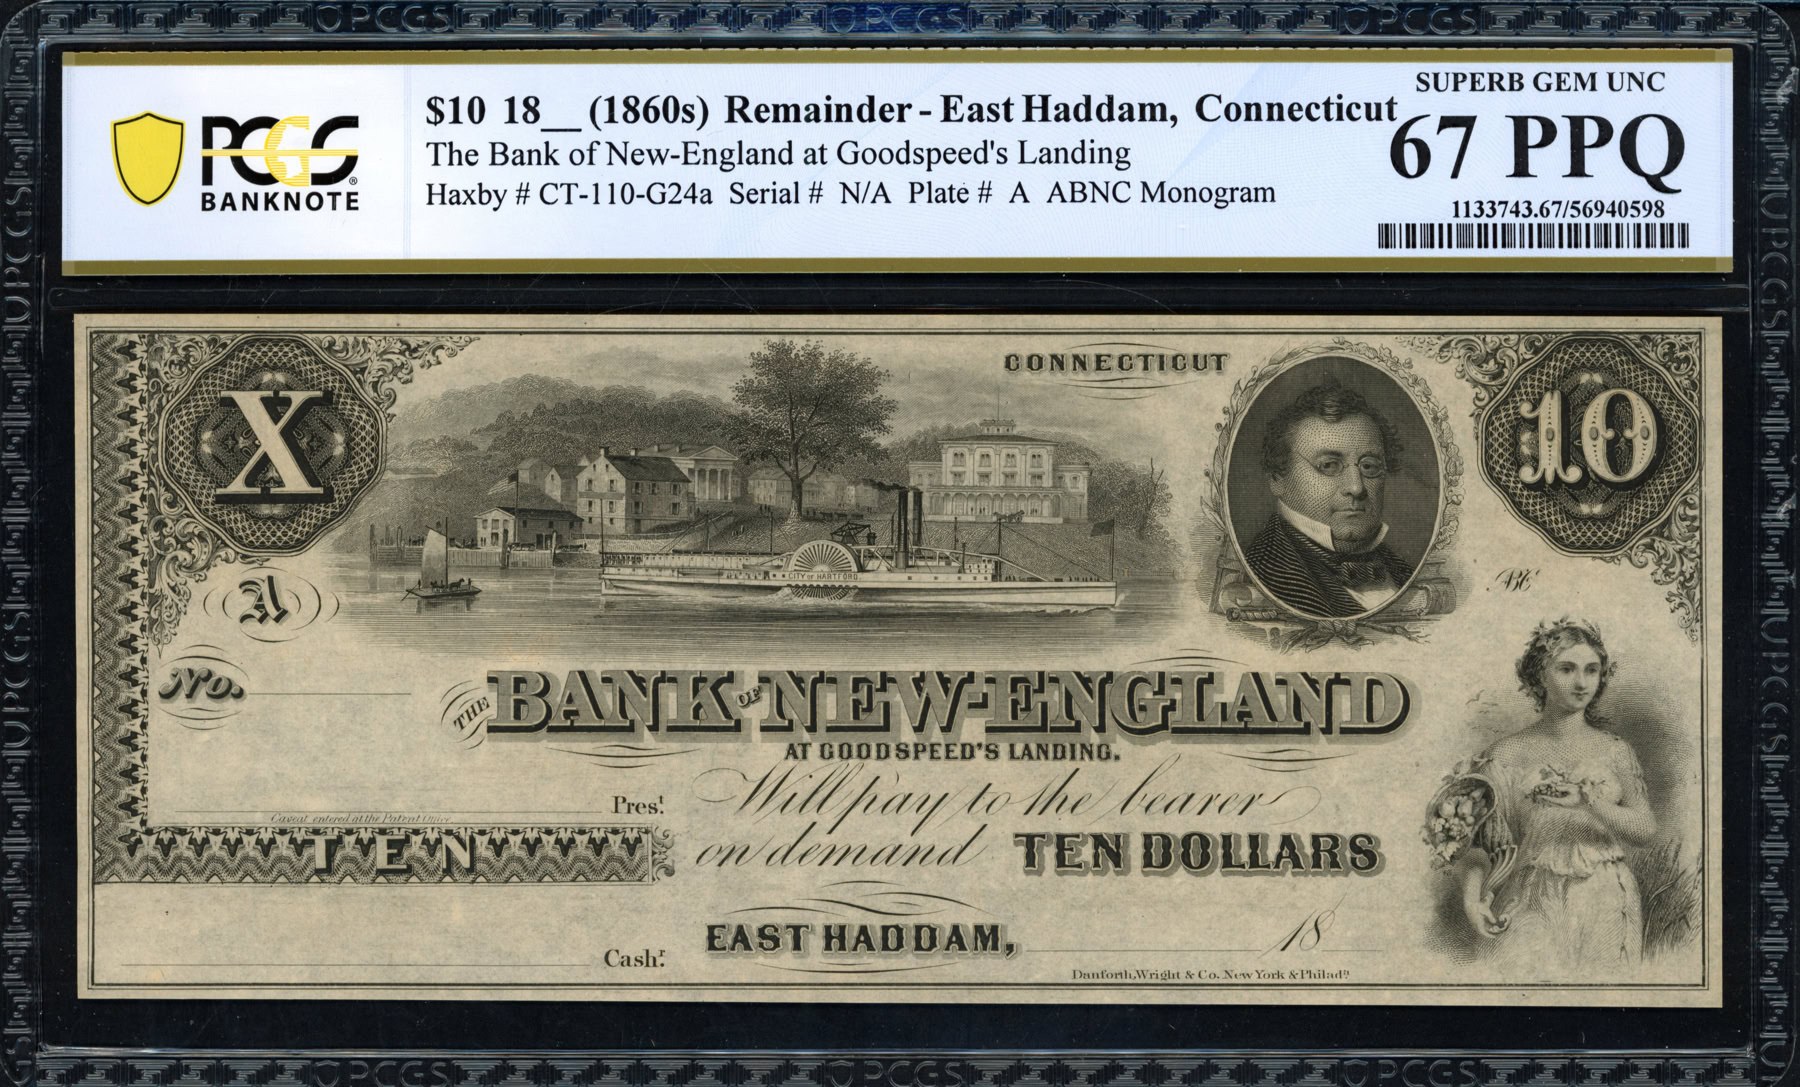 $10 18__ (1860s) Remainder - East Haddam, Connecticut
The Bank of New-England at Goodspeed's Landing
Haxby # CT-110-G24a Serial # N/A Plate # A ABNC Monogram
PCGS®
BANKNOTE
SUPERB GEM UNC
67 PPQ
1133743.67/56940598
CONNECTICUT
X
10
CITY OF HARTFORD
A
ABC
No.
THE BANK OF NEW-ENGLAND
AT GOODSPEED'S LANDING.
Will pay to the bearer
Pres.t
Caveat entered at the Patent Office.
TEN
on demand TEN DOLLARS
EAST HADDAM, 18
Cash.r
Danforth, Wright & Co. New York & Philad.a